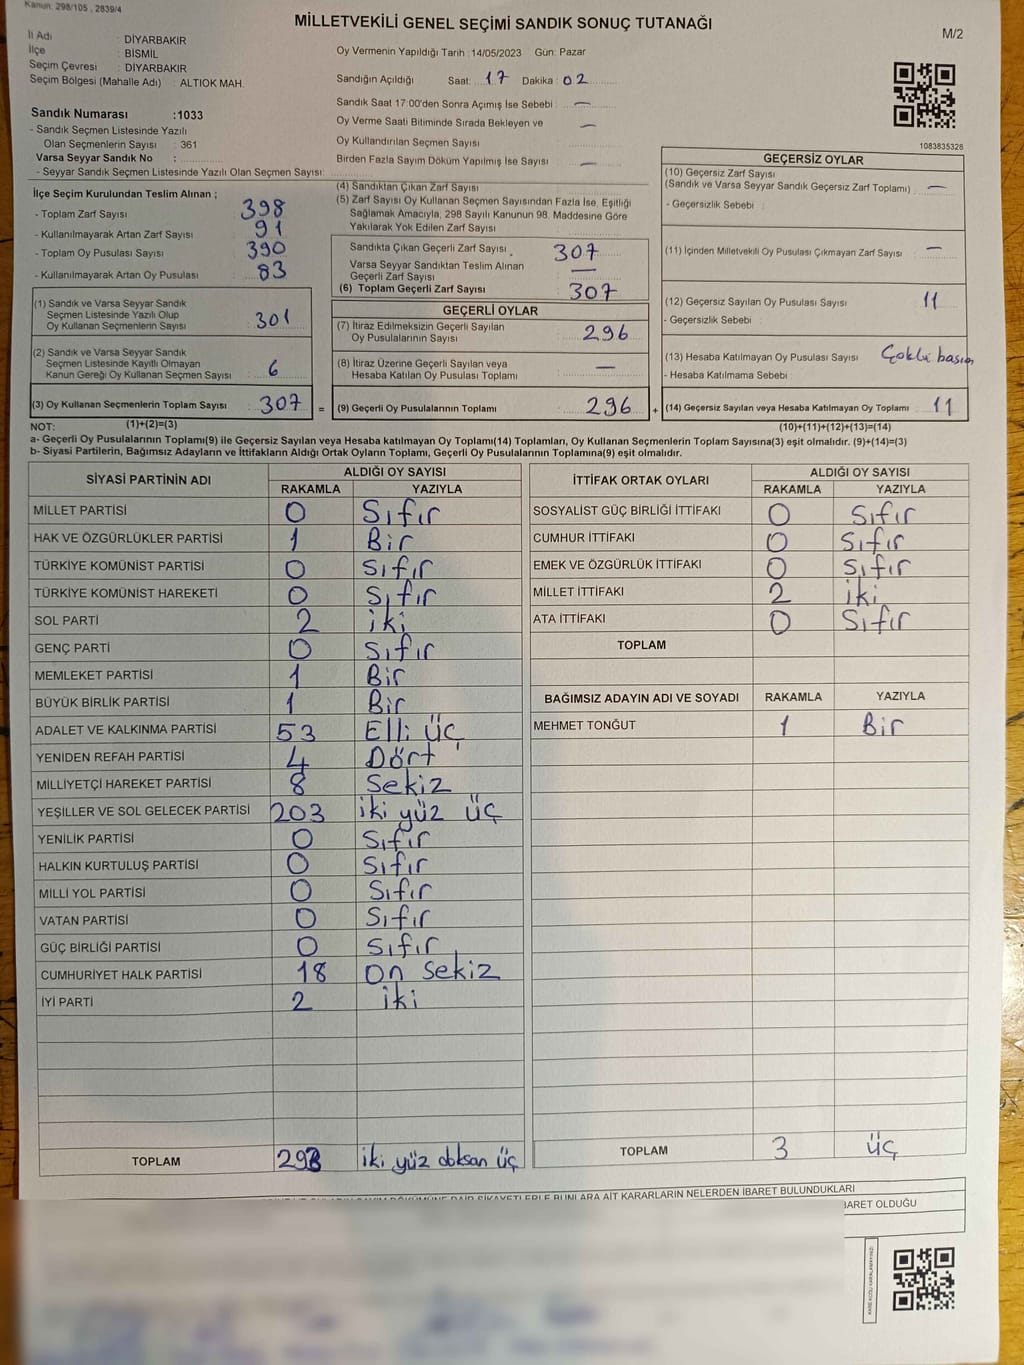 Kanun: 298/105 , 2839/4
MİLLETVEKİLİ GENEL SEÇİMİ SANDIK SONUÇ TUTANAĞI
M/2
İl Adı : DİYARBAKIR
İlçe : BİSMİL
Seçim Çevresi : DİYARBAKIR
Seçim Bölgesi (Mahalle Adı) : ALTIOK MAH.
Sandık Numarası :1033
- Sandık Seçmen Listesinde Yazılı
Olan Seçmenlerin Sayısı : 361
Varsa Seyyar Sandık No :
- Seyyar Sandık Seçmen Listesinde Yazılı Olan Seçmen Sayısı:
Oy Vermenin Yapıldığı Tarih : 14/05/2023 Gün: Pazar
Sandığın Açıldığı Saat: 17 Dakika : 02
Sandık Saat 17:00'den Sonra Açımış İse Sebebi : —
Oy Verme Saati Bitiminde Sırada Bekleyen ve
Oy Kullandırılan Seçmen Sayısı : —
Birden Fazla Sayım Döküm Yapılmış İse Sayısı : —
1083835326
İlçe Seçim Kurulundan Teslim Alınan ;
- Toplam Zarf Sayısı : 398
- Kullanılmayarak Artan Zarf Sayısı : 91
- Toplam Oy Pusulası Sayısı : 390
- Kullanılmayarak Artan Oy Pusulası : 83
(1) Sandık ve Varsa Seyyar Sandık
Seçmen Listesinde Yazılı Olup
Oy Kullanan Seçmenlerin Sayısı : 301
(2) Sandık ve Varsa Seyyar Sandık
Seçmen Listesinde Kayıtlı Olmayan
Kanun Gereği Oy Kullanan Seçmen Sayısı : 6
(3) Oy Kullanan Seçmenlerin Toplam Sayısı : 307 =
(4) Sandıktan Çıkan Zarf Sayısı
(5) Zarf Sayısı Oy Kullanan Seçmen Sayısından Fazla İse, Eşitliği
Sağlamak Amacıyla, 298 Sayılı Kanunun 98. Maddesine Göre
Yakılarak Yok Edilen Zarf Sayısı
Sandıkta Çıkan Geçerli Zarf Sayısı : 307
Varsa Seyyar Sandıktan Teslim Alınan
Geçerli Zarf Sayısı : —
(6) Toplam Geçerli Zarf Sayısı : 307
GEÇERLİ OYLAR
(7) İtiraz Edilmeksizin Geçerli Sayılan
Oy Pusulalarının Sayısı : 296
(8) İtiraz Üzerine Geçerli Sayılan veya
Hesaba Katılan Oy Pusulası Toplamı : —
(9) Geçerli Oy Pusulalarının Toplamı : 296 +
GEÇERSİZ OYLAR
(10) Geçersiz Zarf Sayısı
(Sandık ve Varsa Seyyar Sandık Geçersiz Zarf Toplamı) : —
- Geçersizlik Sebebi :
(11) İçinden Milletvekili Oy Pusulası Çıkmayan Zarf Sayısı : —
(12) Geçersiz Sayılan Oy Pusulası Sayısı : 11
- Geçersizlik Sebebi :
(13) Hesaba Katılmayan Oy Pusulası Sayısı : Çoklu basım
- Hesaba Katılmama Sebebi :
(14) Geçersiz Sayılan veya Hesaba Katılmayan Oy Toplamı : 11
NOT: (1)+(2)=(3) (10)+(11)+(12)+(13)=(14)
a- Geçerli Oy Pusulalarının Toplamı(9) ile Geçersiz Sayılan veya Hesaba katılmayan Oy Toplamı(14) Toplamları, Oy Kullanan Seçmenlerin Toplam Sayısına(3) eşit olmalıdır. (9)+(14)=(3)
b- Siyasi Partilerin, Bağımsız Adayların ve İttifakların Aldığı Ortak Oyların Toplamı, Geçerli Oy Pusulalarının Toplamına(9) eşit olmalıdır.
SİYASİ PARTİNİN ADI ALDIĞI OY SAYISI
RAKAMLA YAZIYLA
MİLLET PARTİSİ 0 Sıfır
HAK VE ÖZGÜRLÜKLER PARTİSİ 1 Bir
TÜRKİYE KOMÜNİST PARTİSİ 0 Sıfır
TÜRKİYE KOMÜNİST HAREKETİ 0 Sıfır
SOL PARTİ 2 iki
GENÇ PARTİ 0 Sıfır
MEMLEKET PARTİSİ 1 Bir
BÜYÜK BİRLİK PARTİSİ 1 Bir
ADALET VE KALKINMA PARTİSİ 53 Elli üç
YENİDEN REFAH PARTİSİ 4 Dört
MİLLİYETÇİ HAREKET PARTİSİ 8 Sekiz
YEŞİLLER VE SOL GELECEK PARTİSİ 203 iki yüz üç
YENİLİK PARTİSİ 0 Sıfır
HALKIN KURTULUŞ PARTİSİ 0 Sıfır
MİLLİ YOL PARTİSİ 0 Sıfır
VATAN PARTİSİ 0 Sıfır
GÜÇ BİRLİĞİ PARTİSİ 0 Sıfır
CUMHURİYET HALK PARTİSİ 18 on sekiz
İYİ PARTİ 2 iki
TOPLAM 293 iki yüz doksan üç
İTTİFAK ORTAK OYLARI ALDIĞI OY SAYISI
RAKAMLA YAZIYLA
SOSYALİST GÜÇ BİRLİĞİ İTTİFAKI 0 Sıfır
CUMHUR İTTİFAKI 0 Sıfır
EMEK VE ÖZGÜRLÜK İTTİFAKI 0 Sıfır
MİLLET İTTİFAKI 2 iki
ATA İTTİFAKI 0 Sıfır
TOPLAM
BAĞIMSIZ ADAYIN ADI VE SOYADI RAKAMLA YAZIYLA
MEHMET TONĞUT 1 Bir
TOPLAM 3 üç
AİT KARARLARIN NELERDEN İBARET BULUNDUKLARI
İBARET OLDUĞU